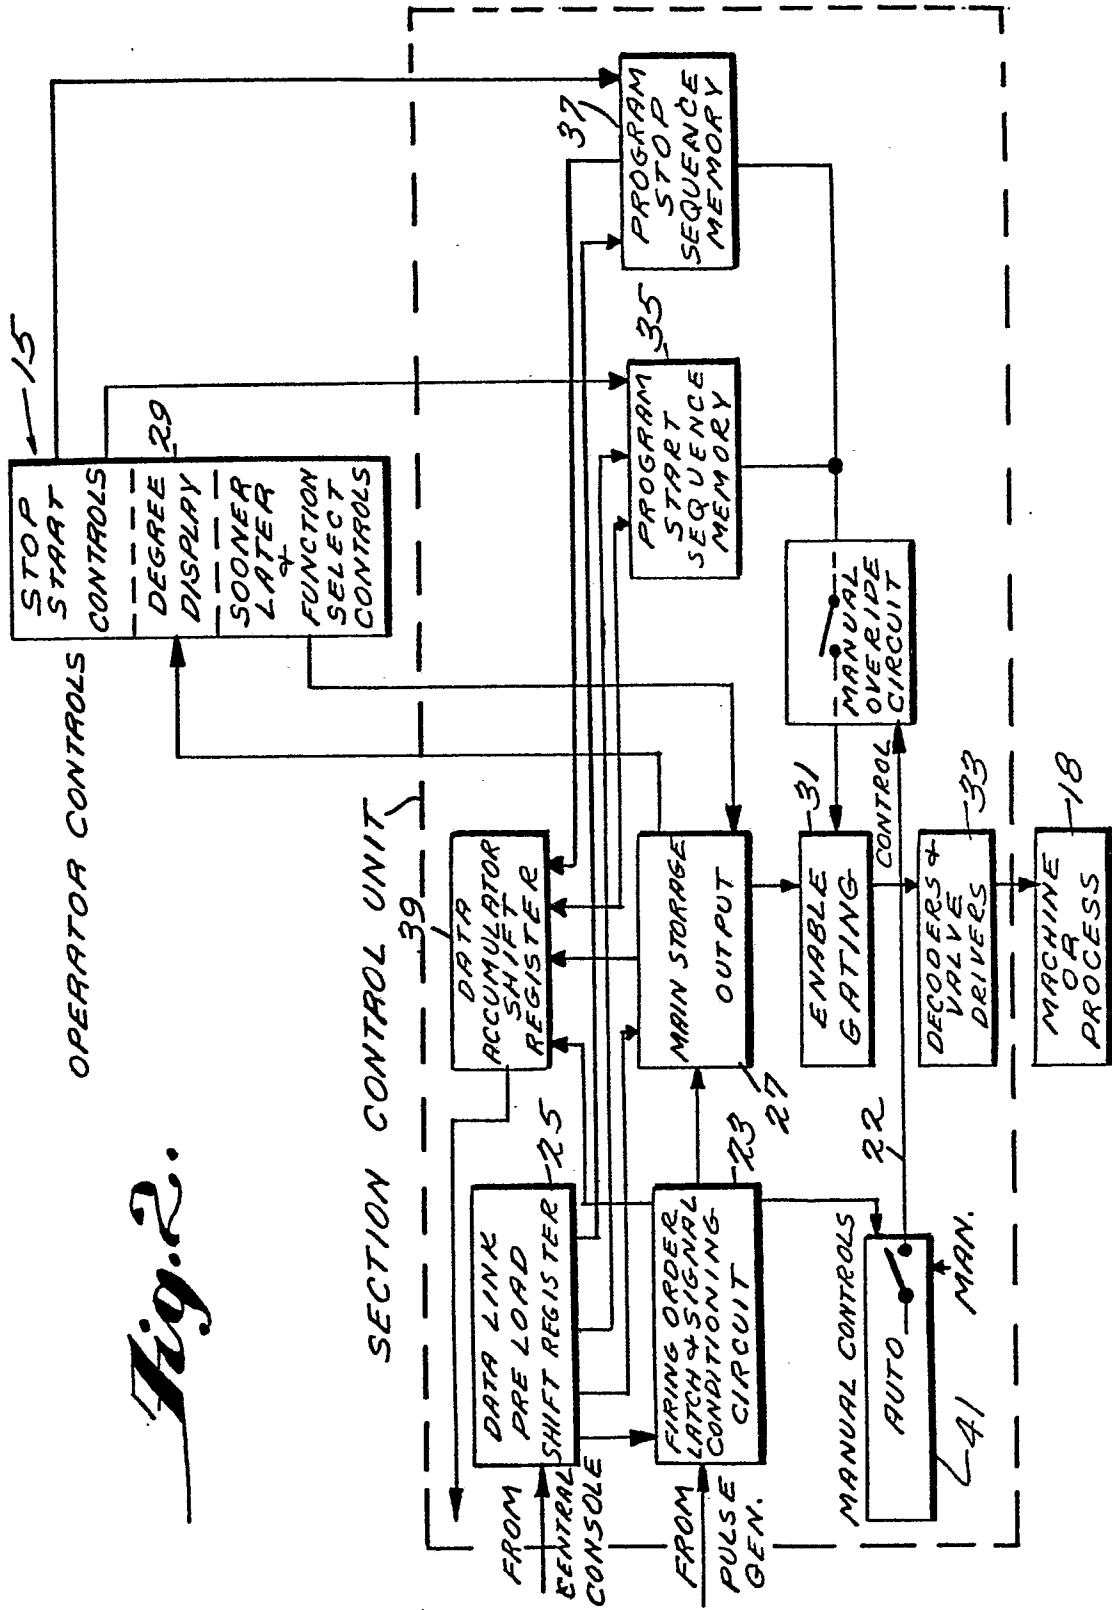 Fig. 2.
OPERATOR CONTROLS
15
STOP
START
CONTROLS
29
DEGREE
DISPLAY
SOONER
LATER
&
FUNCTION
SELECT
CONTROLS
SECTION CONTROL UNIT
39
DATA
ACCUMULATOR
SHIFT
REGISTER
FROM
CENTRAL
CONSOLE
DATA LINK
PRE LOAD
SHIFT REGISTER
25
FROM
PULSE
GEN.
FIRING ORDER
LATCH & SIGNAL
CONDITIONING
CIRCUIT
23
MAIN STORAGE
OUTPUT
27
PROGRAM
START
SEQUENCE
MEMORY
35
PROGRAM
STOP
SEQUENCE
MEMORY
37
MANUAL
OVERIDE
CIRCUIT
ENABLE
GATING
31
CONTROL
MANUAL CONTROLS
AUTO
MAN.
41
22
DECODERS &
VALVE
DRIVERS
33
MACHINE
OR
PROCESS
18